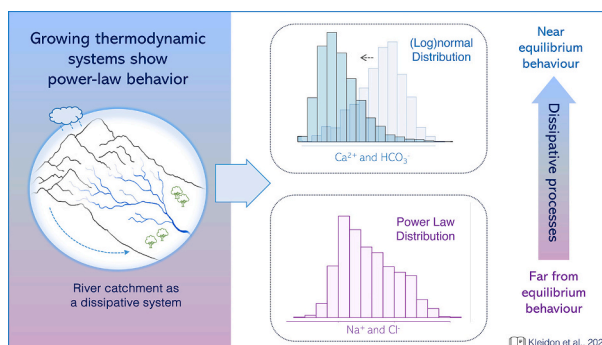 Growing thermodynamic
systems show
power-law behavior
River catchment as
a dissipative system
(Log)normal
Distribution
Ca²⁺ and HCO₃⁻
Power Law
Distribution
Na⁺ and Cl⁻
Near
equilibrium
behaviour
Dissipative processes
Far from
equilibrium
behaviour
Kleidon et al., 202